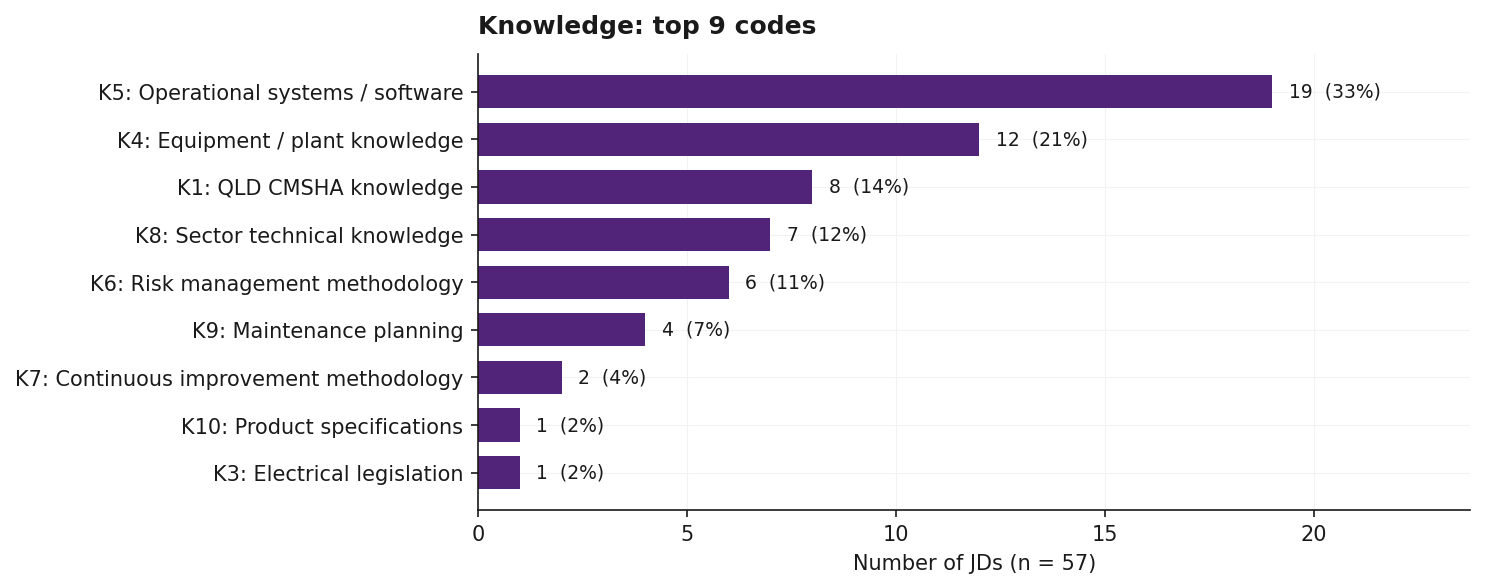 Knowledge: top 9 codes
K5: Operational systems / software 19 (33%)
K4: Equipment / plant knowledge 12 (21%)
K1: QLD CMSHA knowledge 8 (14%)
K8: Sector technical knowledge 7 (12%)
K6: Risk management methodology 6 (11%)
K9: Maintenance planning 4 (7%)
K7: Continuous improvement methodology 2 (4%)
K10: Product specifications 1 (2%)
K3: Electrical legislation 1 (2%)
0 5 10 15 20
Number of JDs (n = 57)